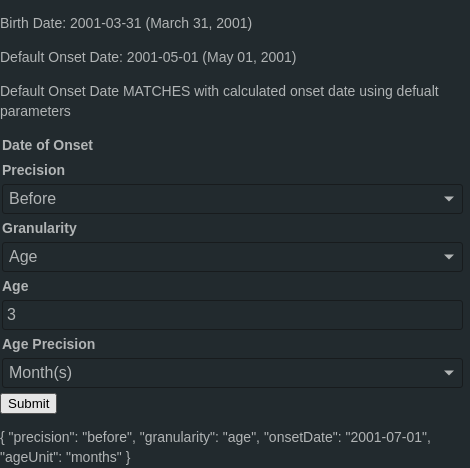 Birth Date: 2001-03-31 (March 31, 2001)
Default Onset Date: 2001-05-01 (May 01, 2001)
Default Onset Date MATCHES with calculated onset date using defualt
parameters
Date of Onset
Precision
Before
Granularity
Age
Age
3
Age Precision
Month(s)
Submit
{ "precision": "before", "granularity": "age", "onsetDate": "2001-07-01",
"ageUnit": "months" }